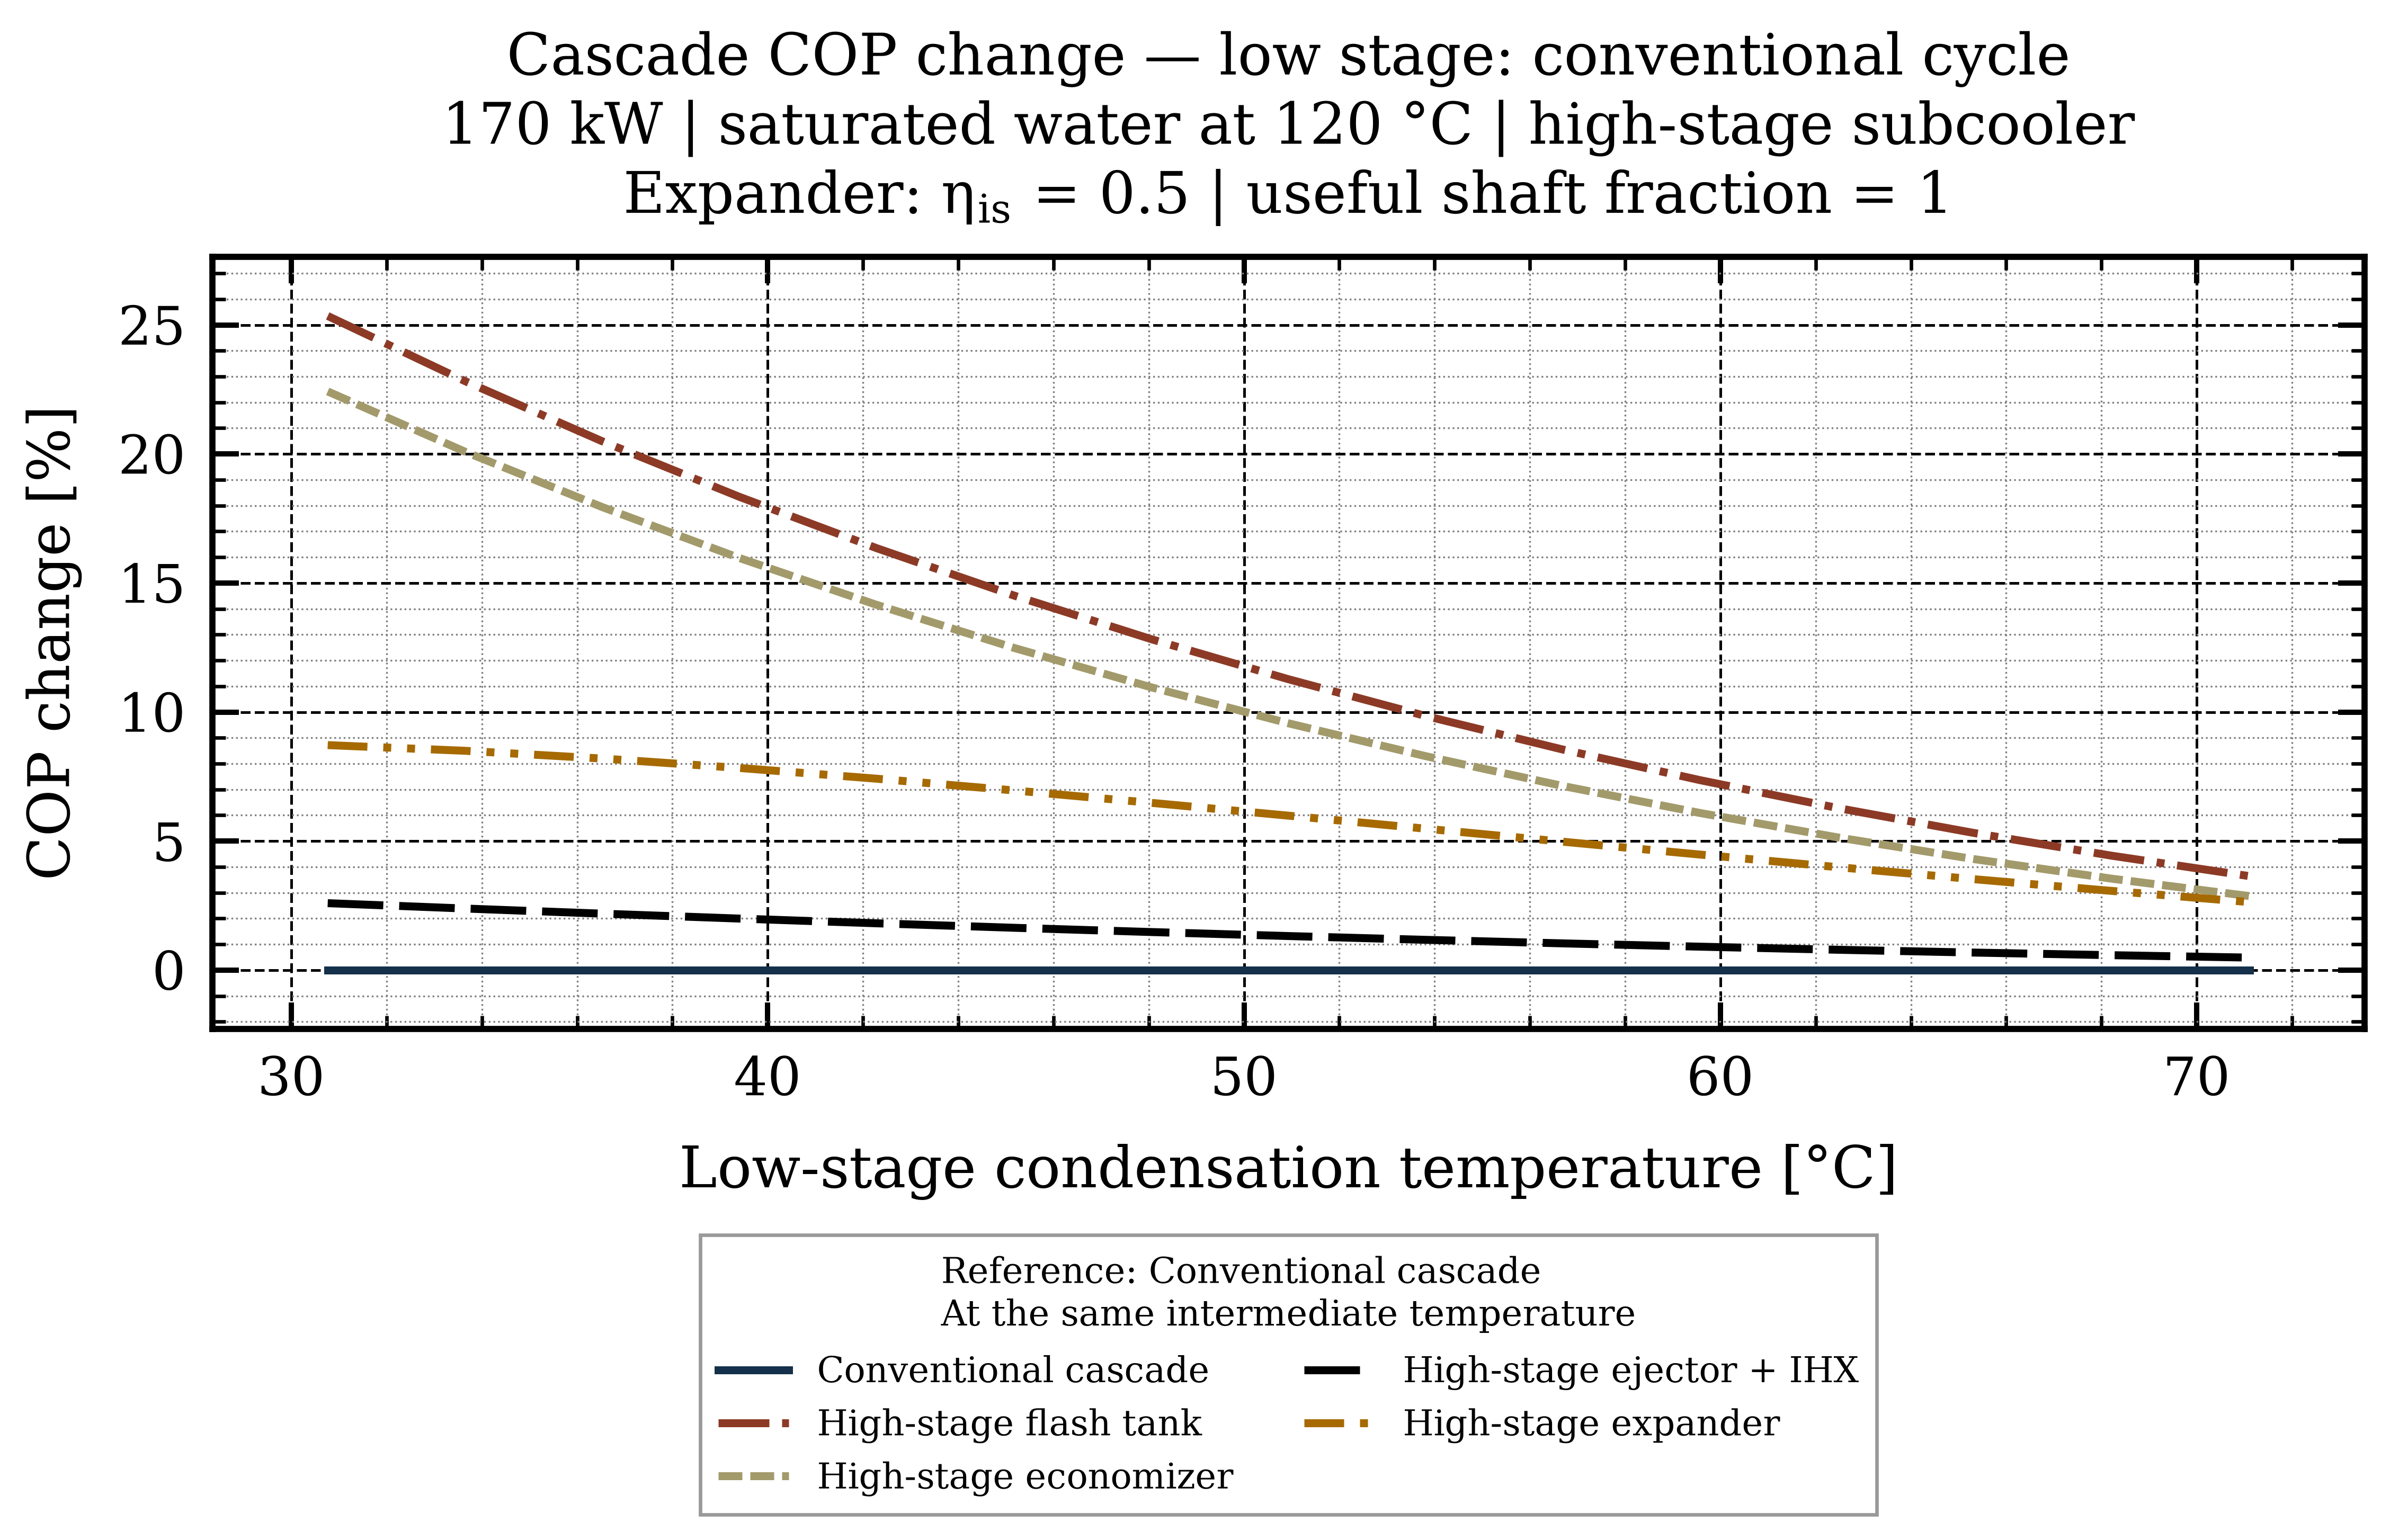 Cascade COP change — low stage: conventional cycle
170 kW | saturated water at 120 °C | high-stage subcooler
Expander: ηis = 0.5 | useful shaft fraction = 1
COP change [%]
25
20
15
10
5
0
30 40 50 60 70
Low-stage condensation temperature [°C]
Reference: Conventional cascade
At the same intermediate temperature
Conventional cascade
High-stage flash tank
High-stage economizer
High-stage ejector + IHX
High-stage expander